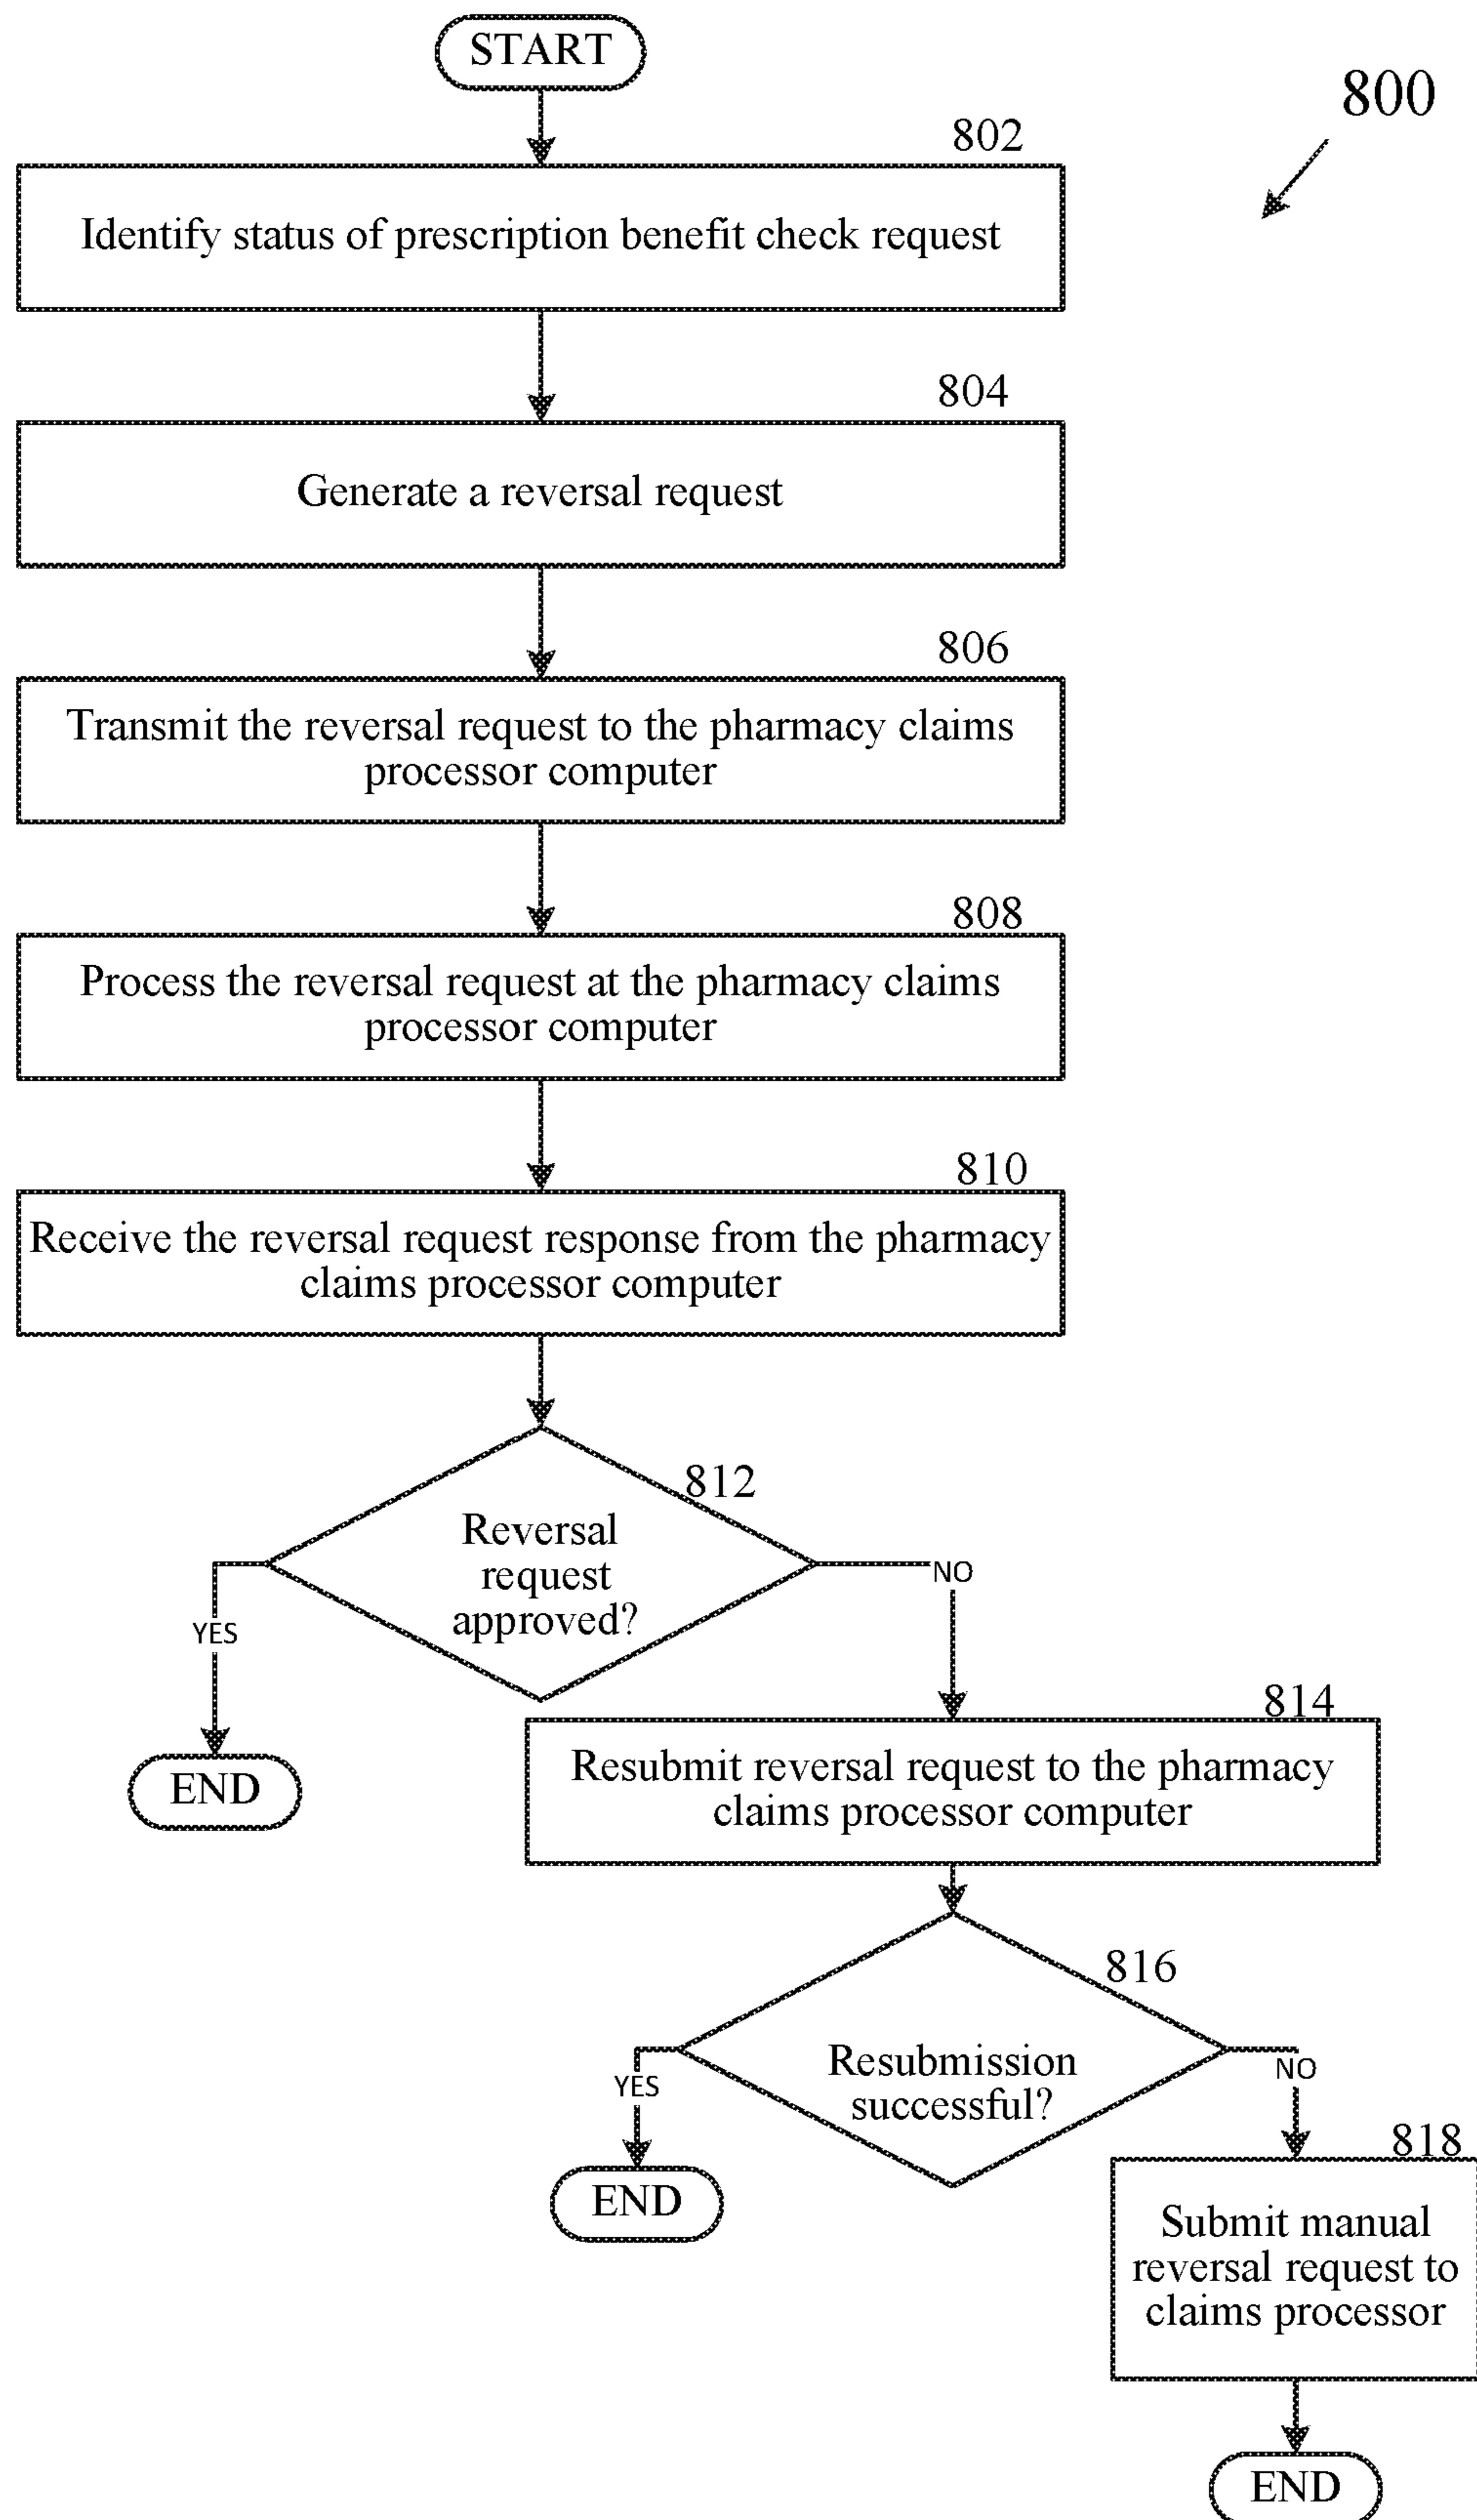 START
800
802
Identify status of prescription benefit check request
804
Generate a reversal request
806
Transmit the reversal request to the pharmacy claims
processor computer
808
Process the reversal request at the pharmacy claims
processor computer
810
Receive the reversal request response from the pharmacy
claims processor computer
812
Reversal
request
approved?
YES
NO
END
814
Resubmit reversal request to the pharmacy
claims processor computer
816
Resubmission
successful?
YES
NO
END
818
Submit manual
reversal request to
claims processor
END